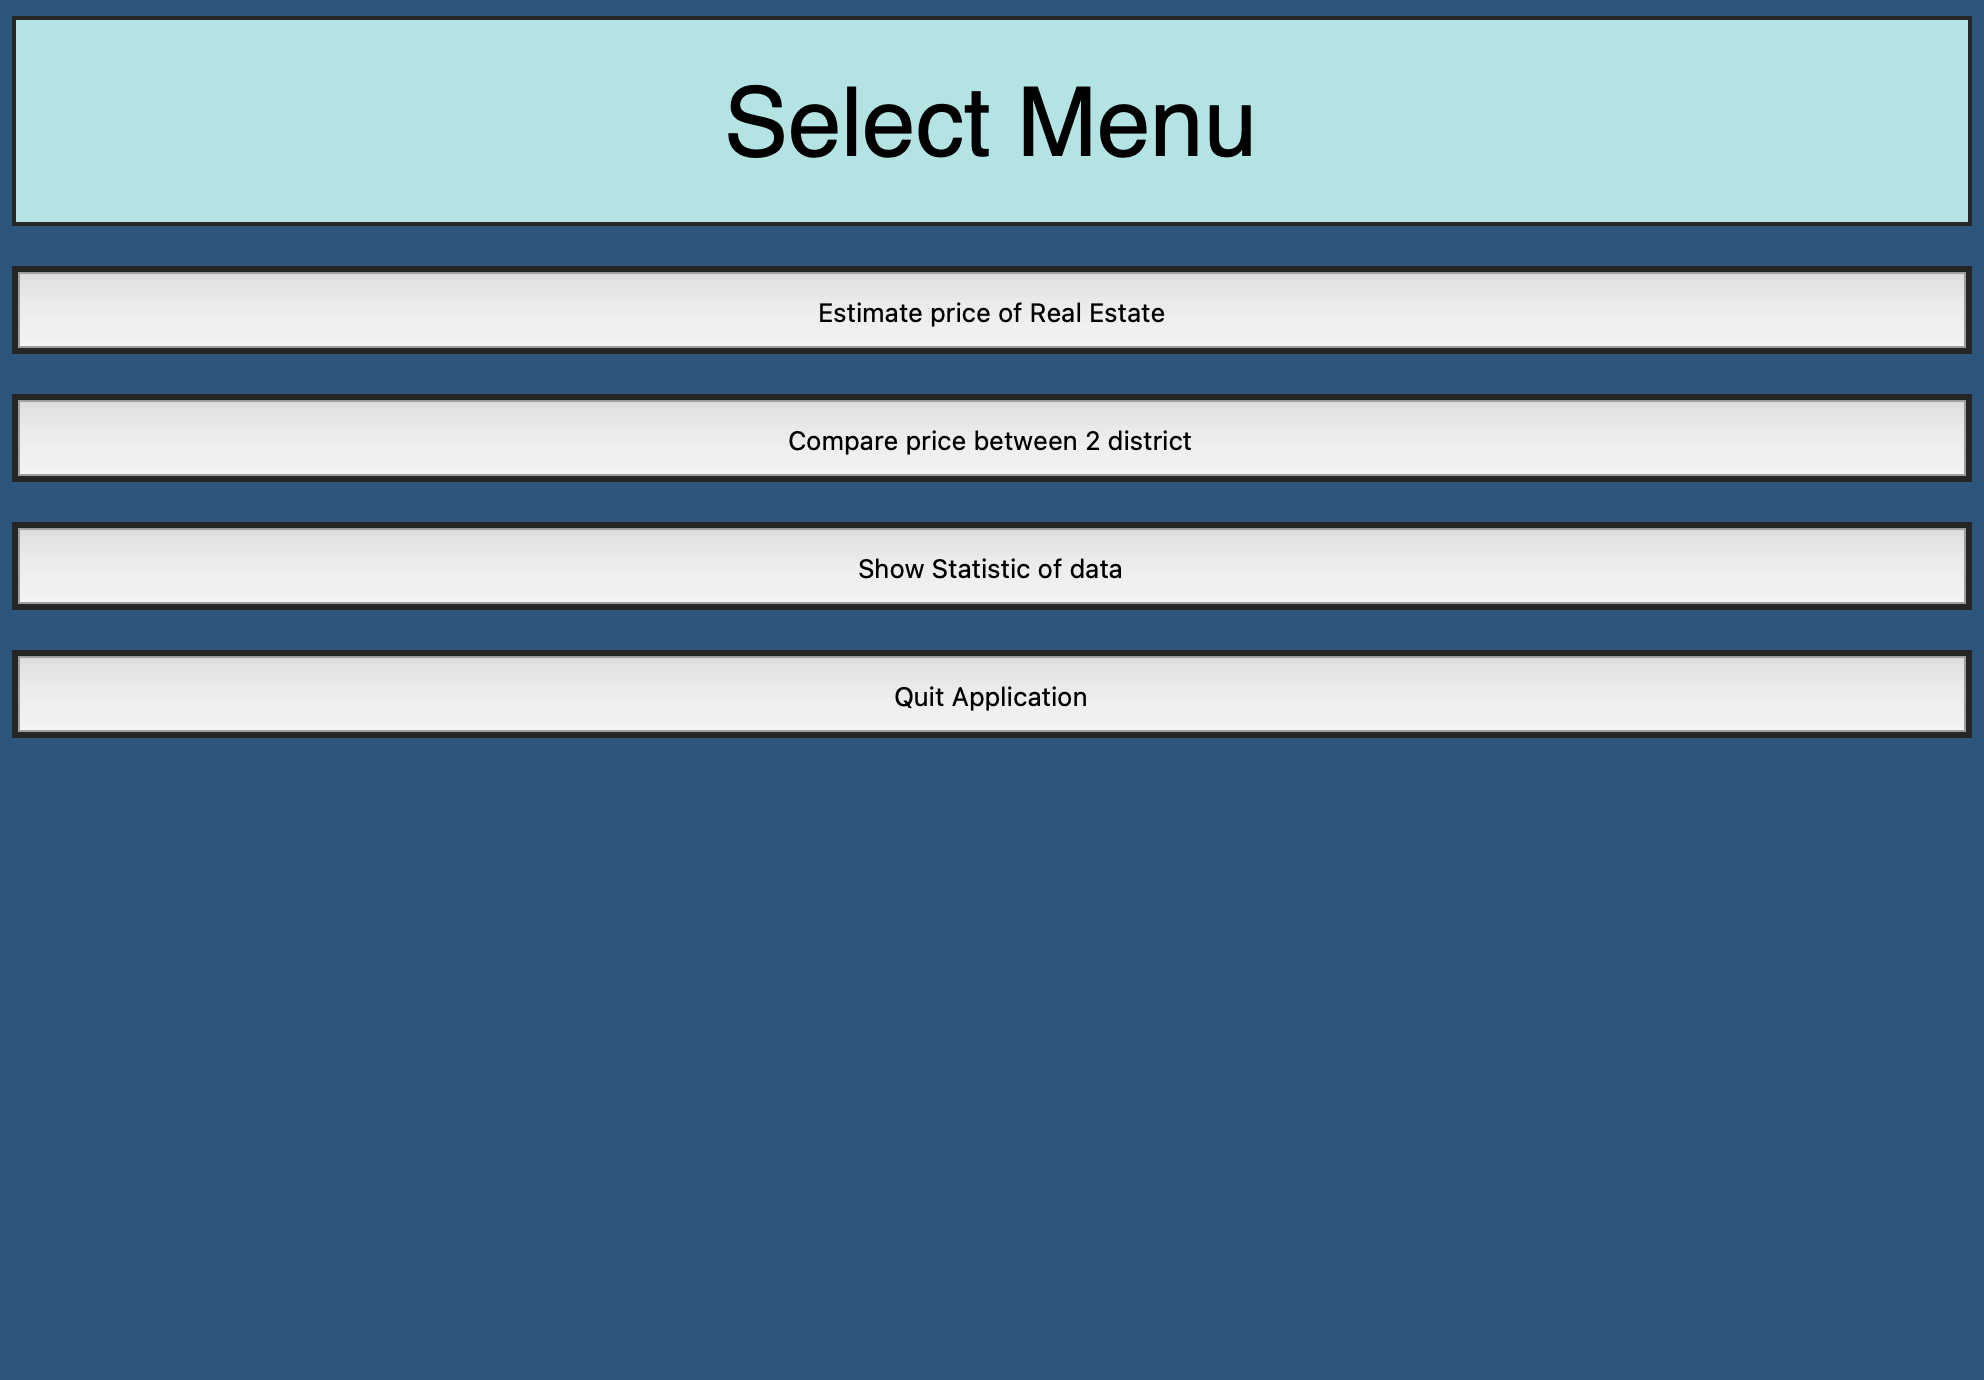 Select Menu
Estimate price of Real Estate
Compare price between 2 district
Show Statistic of data
Quit Application